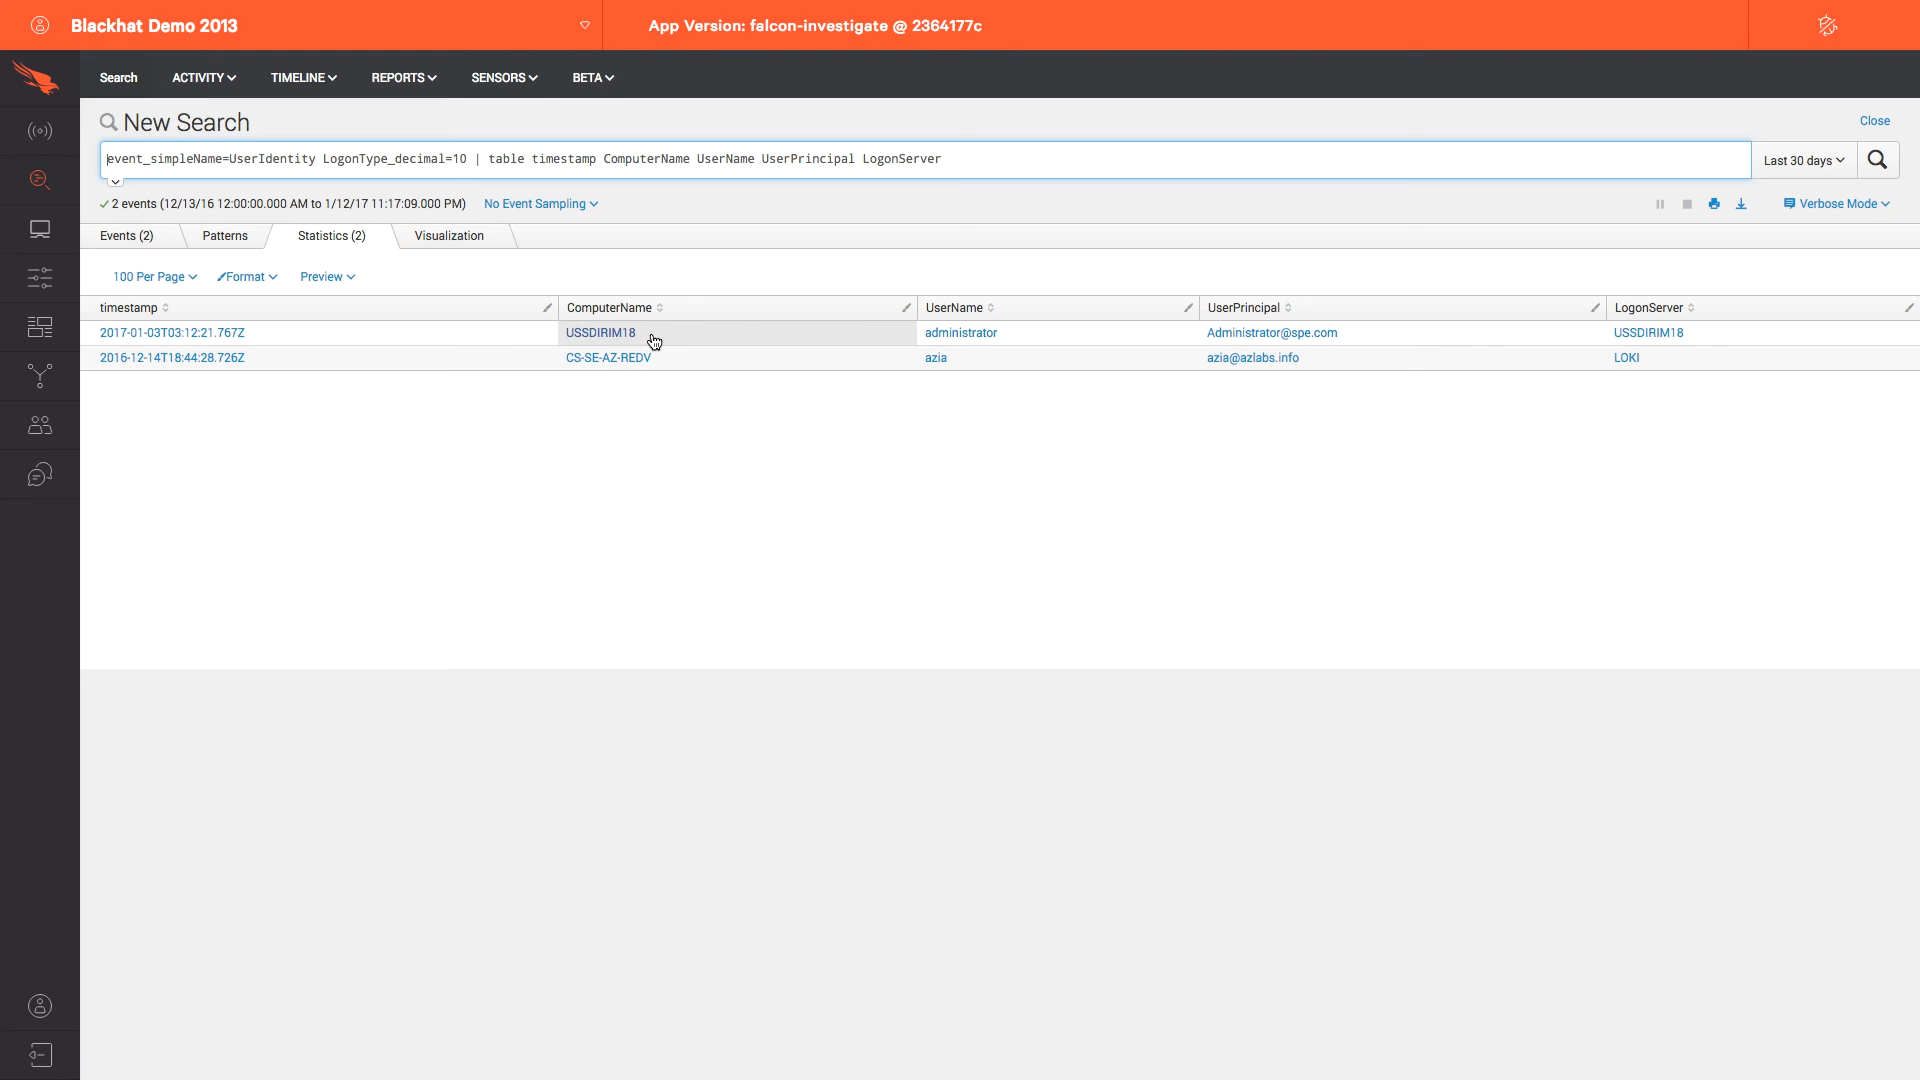 Blackhat Demo 2013
App Version: falcon-investigate @ 2364177c
Search ACTIVITY TIMELINE REPORTS SENSORS BETA
New Search
Close
event_simpleName=UserIdentity LogonType_decimal=10 | table timestamp ComputerName UserName UserPrincipal LogonServer
Last 30 days
2 events (12/13/16 12:00:00.000 AM to 1/12/17 11:17:09.000 PM) No Event Sampling
Verbose Mode
Events (2) Patterns Statistics (2) Visualization
100 Per Page Format Preview
timestamp ComputerName UserName UserPrincipal LogonServer
2017-01-03T03:12:21.767Z USSDIRIM18 administrator Administrator@spe.com USSDIRIM18
2016-12-14T18:44:28.726Z CS-SE-AZ-REDV azia azia@azlabs.info LOKI